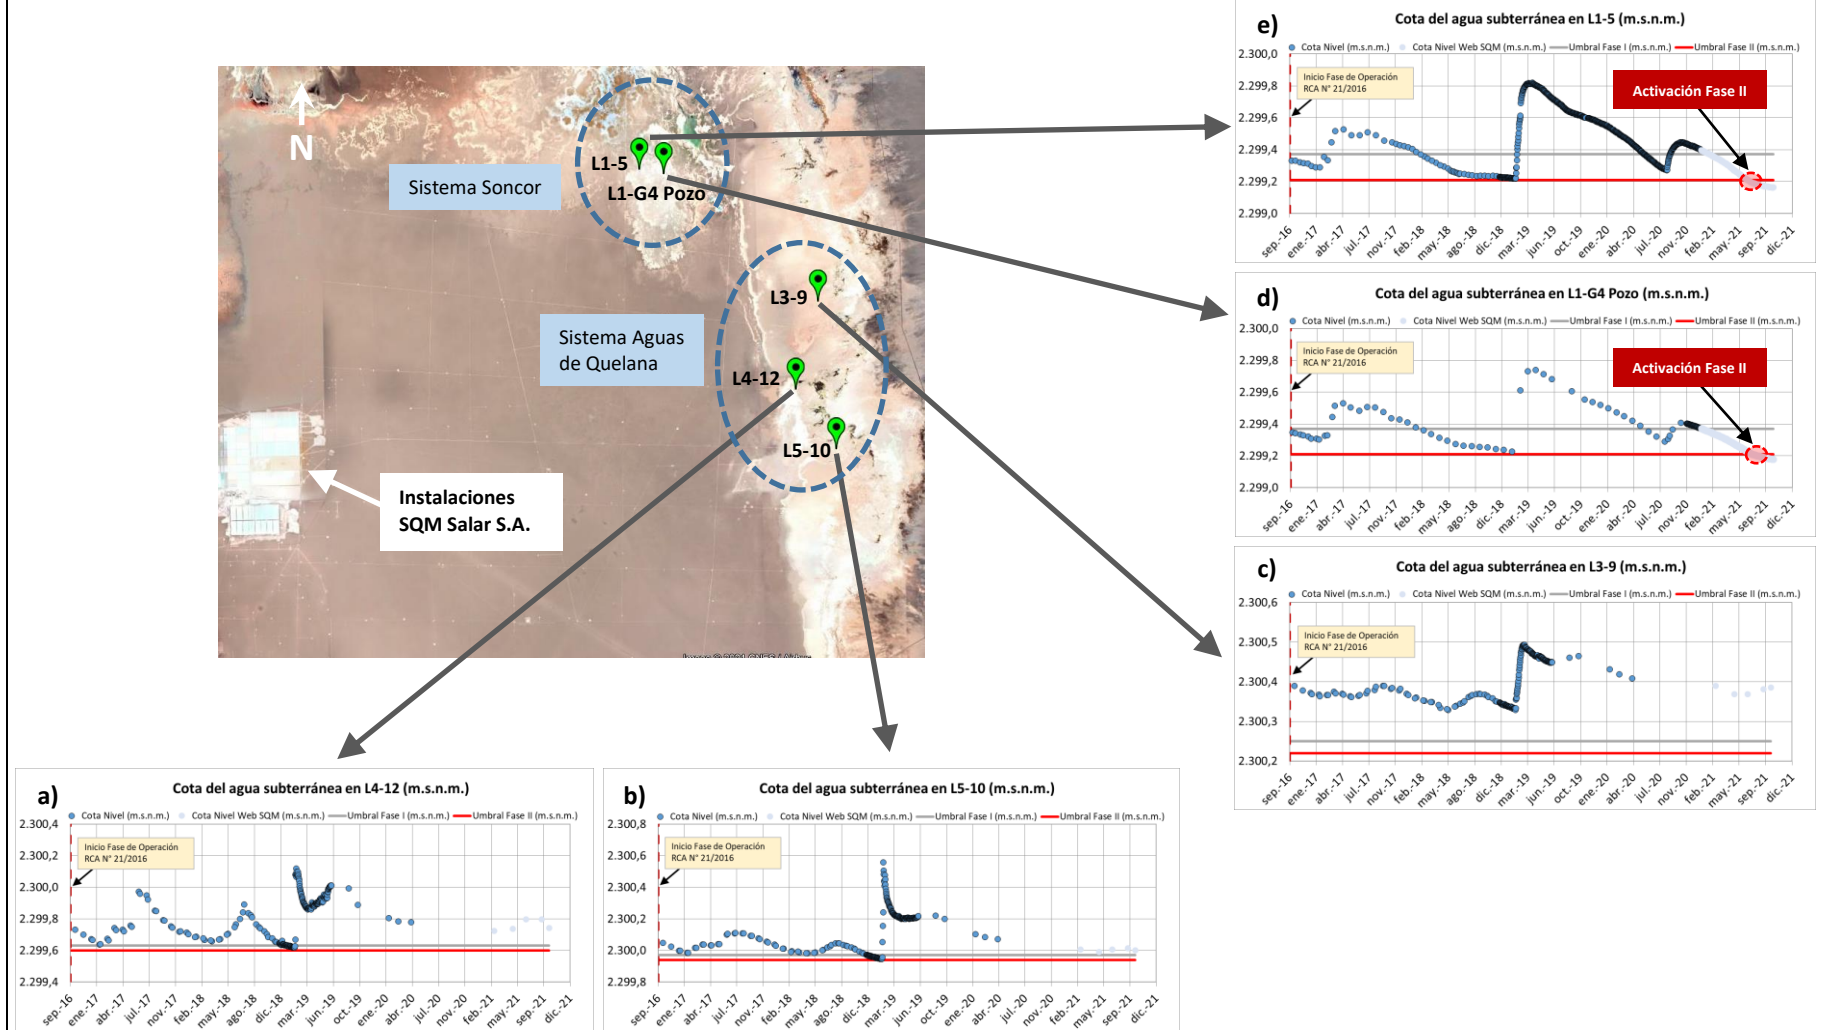 N
L1-5
L1-G4 Pozo
Sistema Soncor
L3-9
Sistema Aguas
de Quelana
L4-12
L5-10
Instalaciones
SQM Salar S.A.
e)
Cota del agua subterránea en L1-5 (m.s.n.m.)
Cota Nivel (m.s.n.m.) Cota Nivel Web SQM (m.s.n.m.) Umbral Fase I (m.s.n.m.) Umbral Fase II (m.s.n.m.)
2.300,0
2.299,8
2.299,6
2.299,4
2.299,2
2.299,0
Inicio Fase de Operación
RCA N° 21/2016
Activación Fase II
sep.-16 ene.-17 abr.-17 jul.-17 nov.-17 feb.-18 may.-18 ago.-18 dic.-18 mar.-19 jun.-19 oct.-19 ene.-20 abr.-20 jul.-20 nov.-20 feb.-21 may.-21 sep.-21 dic.-21
d)
Cota del agua subterránea en L1-G4 Pozo (m.s.n.m.)
Cota Nivel (m.s.n.m.) Cota Nivel Web SQM (m.s.n.m.) Umbral Fase I (m.s.n.m.) Umbral Fase II (m.s.n.m.)
2.300,0
2.299,8
2.299,6
2.299,4
2.299,2
2.299,0
Inicio Fase de Operación
RCA N° 21/2016
Activación Fase II
sep.-16 ene.-17 abr.-17 jul.-17 nov.-17 feb.-18 may.-18 ago.-18 dic.-18 mar.-19 jun.-19 oct.-19 ene.-20 abr.-20 jul.-20 nov.-20 feb.-21 may.-21 sep.-21 dic.-21
c)
Cota del agua subterránea en L3-9 (m.s.n.m.)
Cota Nivel (m.s.n.m.) Cota Nivel Web SQM (m.s.n.m.) Umbral Fase I (m.s.n.m.) Umbral Fase II (m.s.n.m.)
2.300,6
2.300,5
2.300,4
2.300,3
2.300,2
Inicio Fase de Operación
RCA N° 21/2016
sep.-16 ene.-17 abr.-17 jul.-17 nov.-17 feb.-18 may.-18 ago.-18 dic.-18 mar.-19 jun.-19 oct.-19 ene.-20 abr.-20 jul.-20 nov.-20 feb.-21 may.-21 sep.-21 dic.-21
a)
Cota del agua subterránea en L4-12 (m.s.n.m.)
Cota Nivel (m.s.n.m.) Cota Nivel Web SQM (m.s.n.m.) Umbral Fase I (m.s.n.m.) Umbral Fase II (m.s.n.m.)
2.300,4
2.300,2
2.300,0
2.299,8
2.299,6
2.299,4
Inicio Fase de Operación
RCA N° 21/2016
sep.-16 ene.-17 abr.-17 jul.-17 nov.-17 feb.-18 may.-18 ago.-18 dic.-18 mar.-19 jun.-19 oct.-19 ene.-20 abr.-20 jul.-20 nov.-20 feb.-21 may.-21 sep.-21 dic.-21
b)
Cota del agua subterránea en L5-10 (m.s.n.m.)
Cota Nivel (m.s.n.m.) Cota Nivel Web SQM (m.s.n.m.) Umbral Fase I (m.s.n.m.) Umbral Fase II (m.s.n.m.)
2.300,8
2.300,6
2.300,4
2.300,2
2.300,0
2.299,8
Inicio Fase de Operación
RCA N° 21/2016
sep.-16 ene.-17 abr.-17 jul.-17 nov.-17 feb.-18 may.-18 ago.-18 dic.-18 mar.-19 jun.-19 oct.-19 ene.-20 abr.-20 jul.-20 nov.-20 feb.-21 may.-21 sep.-21 dic.-21